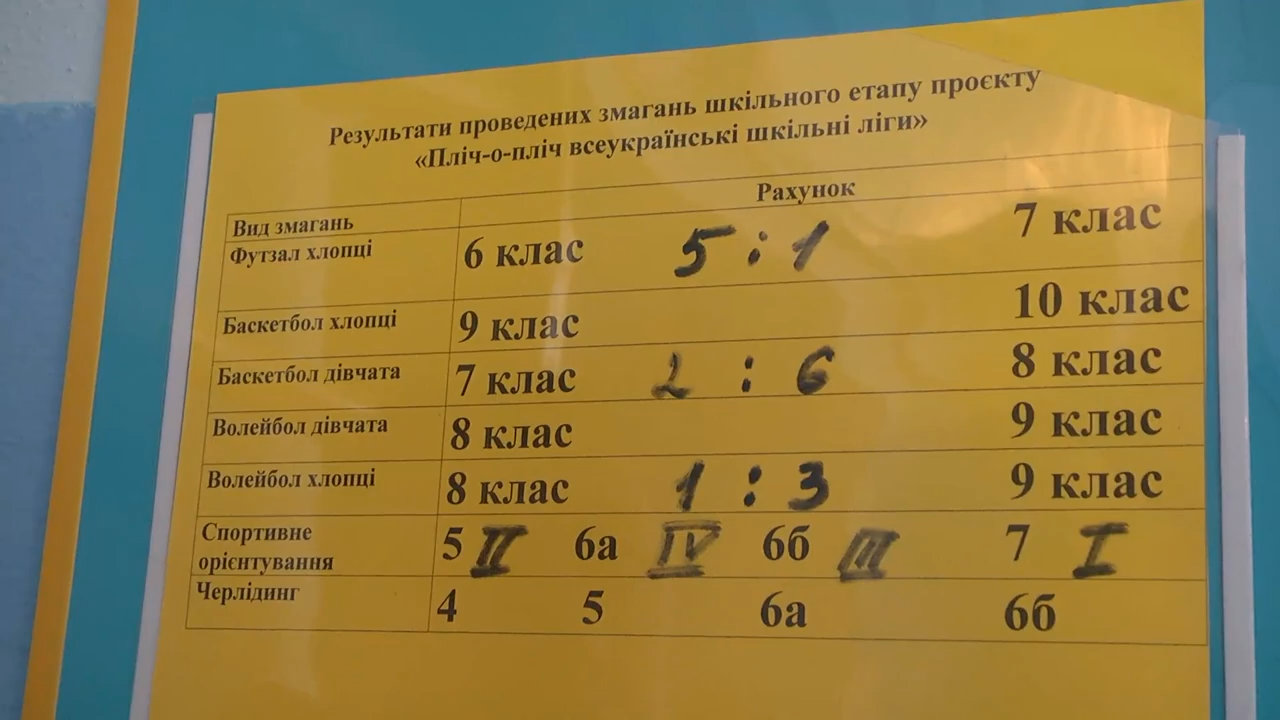 Результати проведених змагань шкільного етапу проєкту
«Пліч-о-пліч всеукраїнські шкільні ліги»
Вид змагань Рахунок
Футзал хлопці 6 клас 5 : 1 7 клас
Баскетбол хлопці 9 клас 10 клас
Баскетбол дівчата 7 клас 2 : 6 8 клас
Волейбол дівчата 8 клас 9 клас
Волейбол хлопці 8 клас 1 : 3 9 клас
Спортивне
орієнтування 5 II 6а IV 6б III 7 I
Черлідинг 4 5 6а 6б